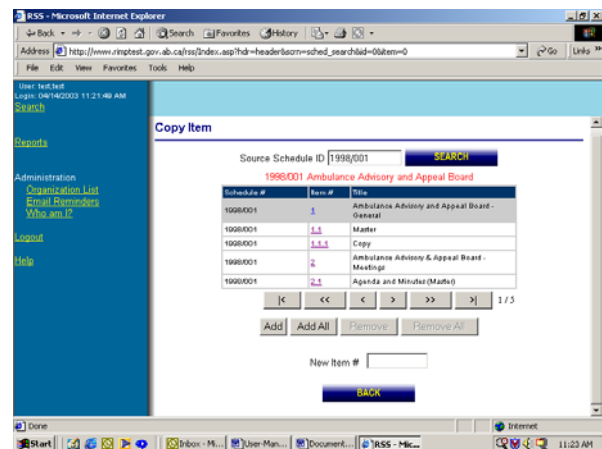 RSS - Microsoft Internet Explorer
Back
Search Favorites History
Address http://www.rimptest.gov.ab.ca/rss/Index.asp?hdr=header&scrn=sched_search&id=0&item=0 Go Links »
File Edit View Favorites Tools Help
User: test,test
Login: 04/14/2003 11:21:49 AM
Search
Reports
Administration
Organization List
Email Reminders
Who am I?
Logout
Help
Copy Item
Source Schedule ID 1998/001 SEARCH
1998/001 Ambulance Advisory and Appeal Board
Schedule # Item # Title
1998/001 1 Ambulance Advisory and Appeal Board - General
1998/001 1.1 Master
1998/001 1.1.1 Copy
1998/001 2 Ambulance Advisory & Appeal Board - Meetings
1998/001 2.1 Agenda and Minutes (Master)
|< << < > >> >| 1 / 5
Add Add All Remove Remove All
New Item #
BACK
Done Internet
Start Inbox - Mi... User-Man... Document... RSS - Mic... 11:23 AM